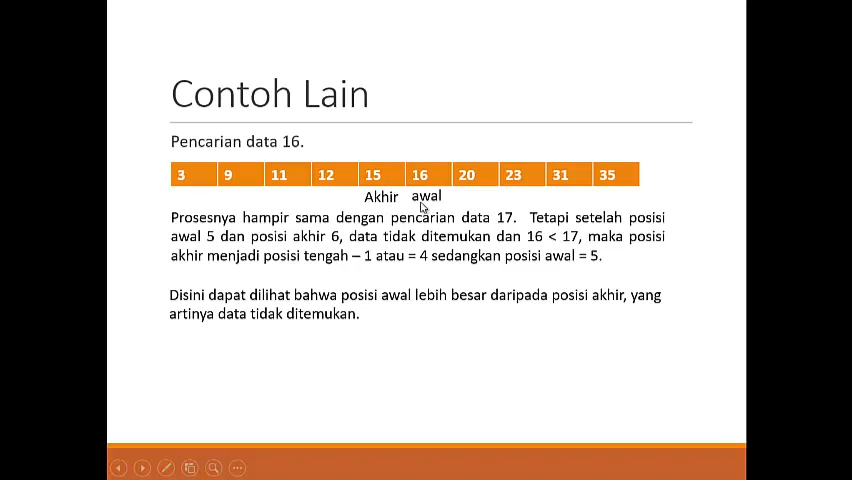 Contoh Lain
Pencarian data 16.
3 9 11 12 15 16 20 23 31 35
Akhir awal
Prosesnya hampir sama dengan pencarian data 17. Tetapi setelah posisi
awal 5 dan posisi akhir 6, data tidak ditemukan dan 16 < 17, maka posisi
akhir menjadi posisi tengah – 1 atau = 4 sedangkan posisi awal = 5.
Disini dapat dilihat bahwa posisi awal lebih besar daripada posisi akhir, yang
artinya data tidak ditemukan.